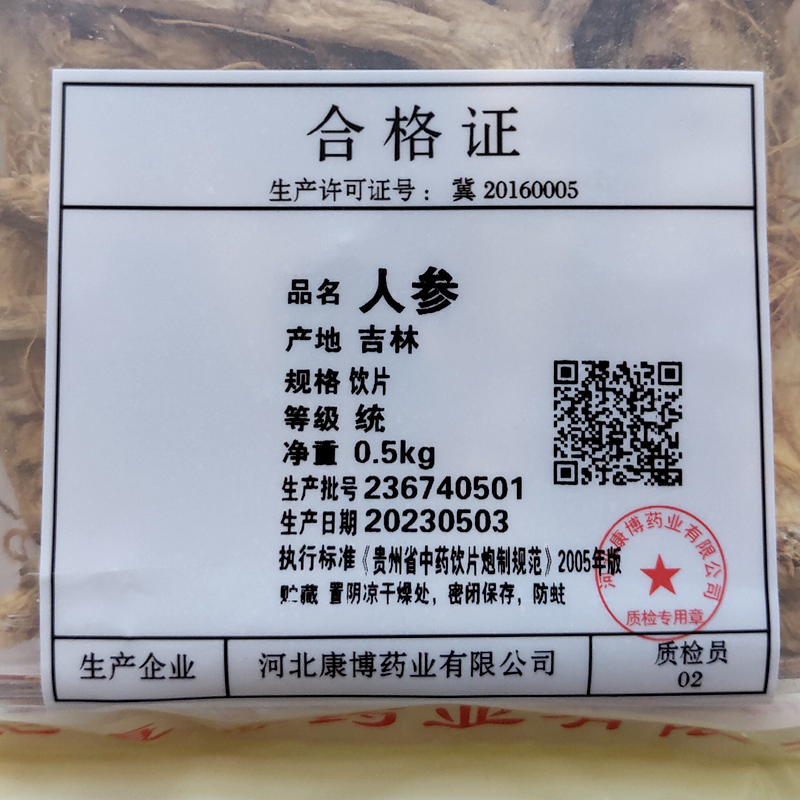 合格证
生产许可证号：冀 20160005
品名 人参
产地 吉林
规格 饮片
等级 统
净重 0.5kg
生产批号 236740501
生产日期 20230503
执行标准《贵州省中药饮片炮制规范》2005年版
贮藏 置阴凉干燥处，密闭保存，防蛀
河北康博药业有限公司
质检专用章
生产企业 河北康博药业有限公司 质检员
02
药业有限